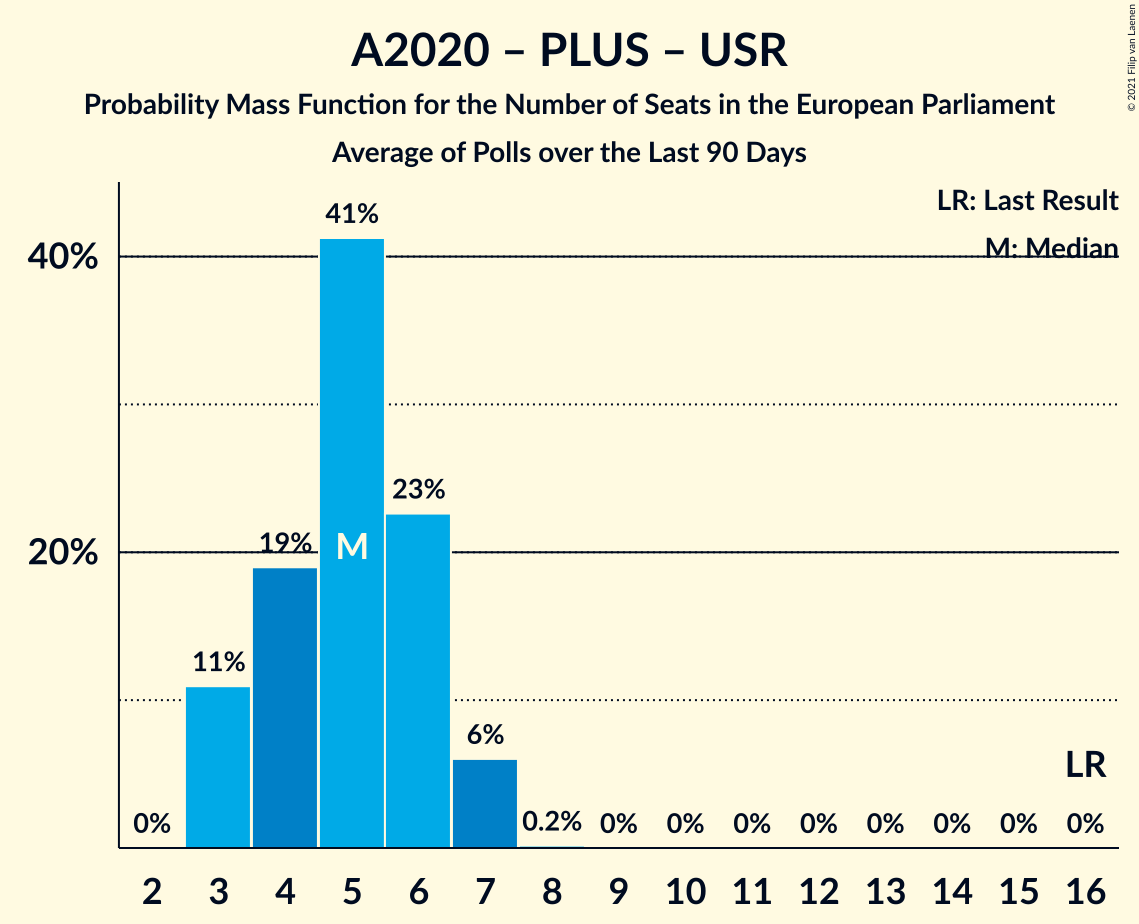 A2020 – PLUS – USR
Probability Mass Function for the Number of Seats in the European Parliament
Average of Polls over the Last 90 Days
© 2021 Filip van Laenen
LR: Last Result
M: Median
41%
40%
23%
19%
M
20%
11%
6%
LR
0%
0.2%
0%
0%
0%
0%
0%
0%
0%
0%
2 3 4 5 6 7 8 9 10 11 12 13 14 15 16